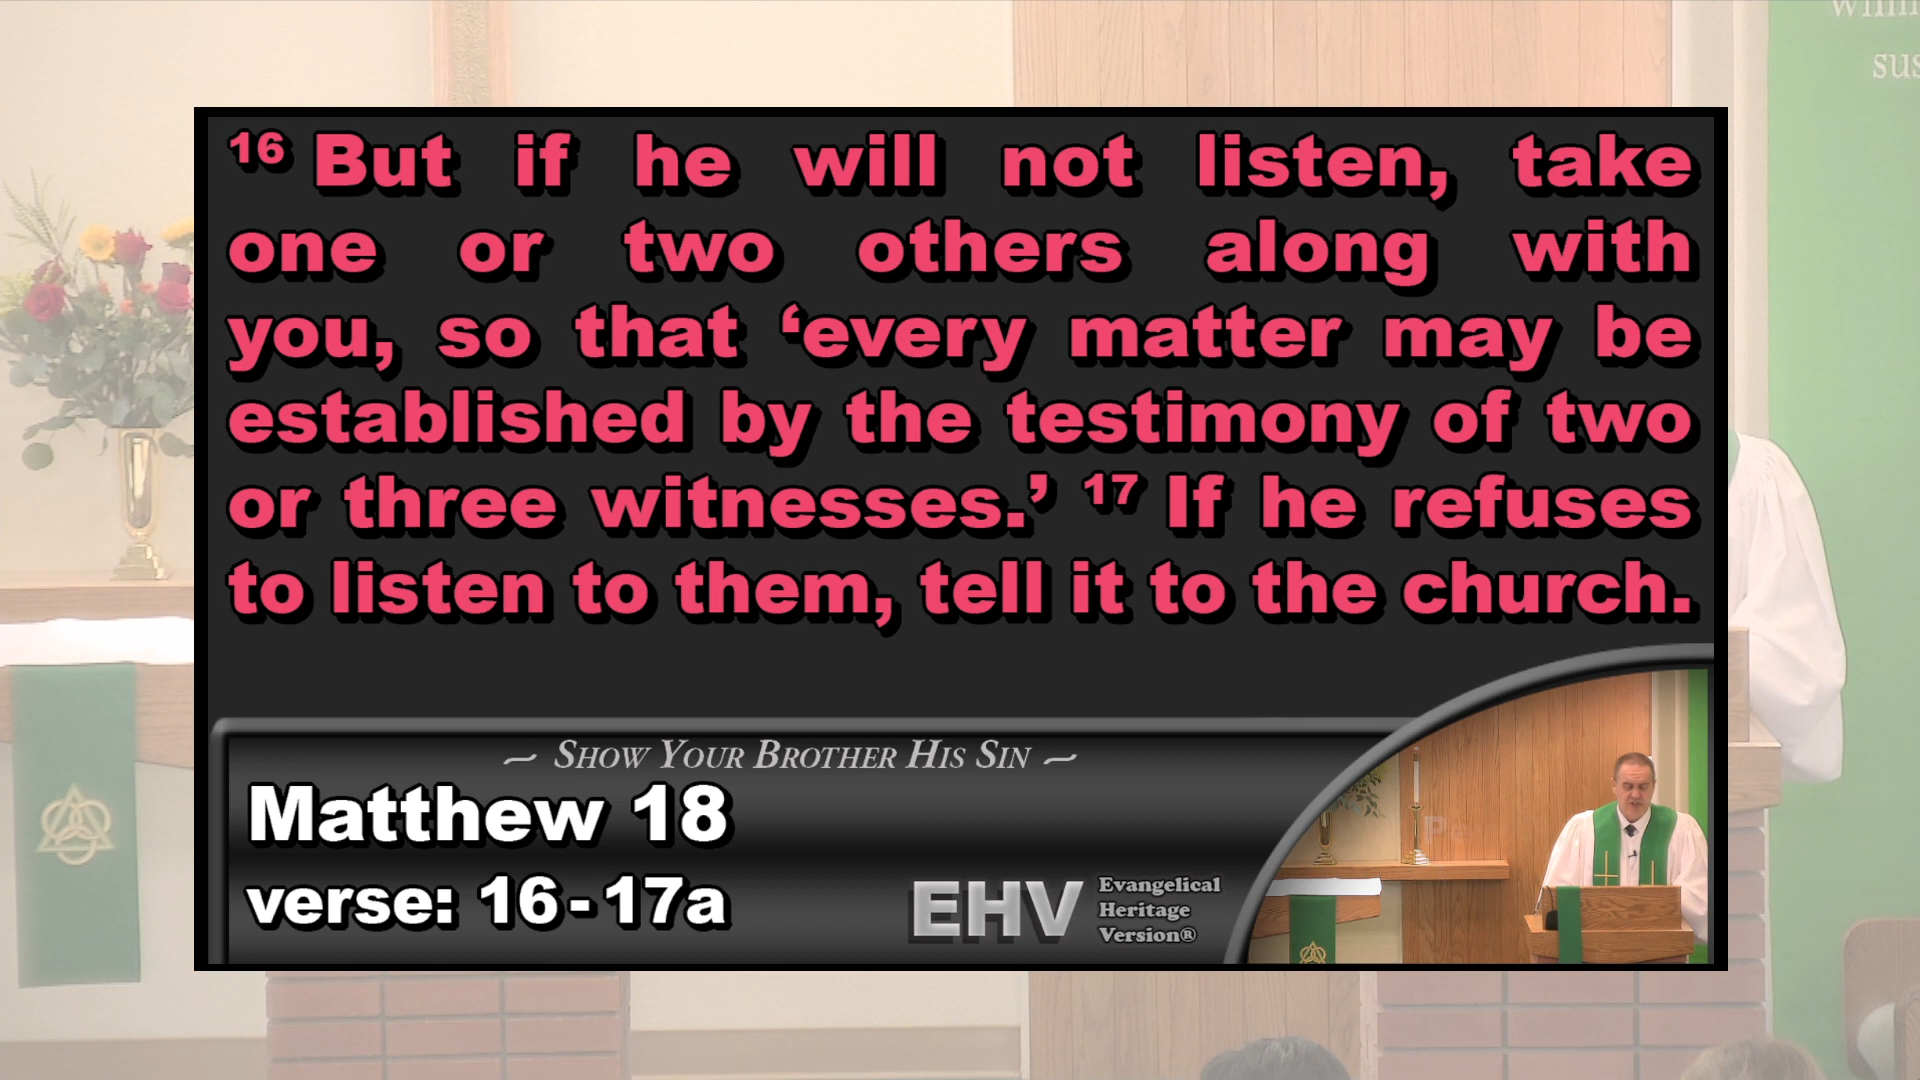 16 But if he will not listen, take
one or two others along with
you, so that ‘every matter may be
established by the testimony of two
or three witnesses.’ 17 If he refuses
to listen to them, tell it to the church.
~ Show Your Brother His Sin ~
Matthew 18
verse: 16-17a
EHV
Evangelical
Heritage
Version®